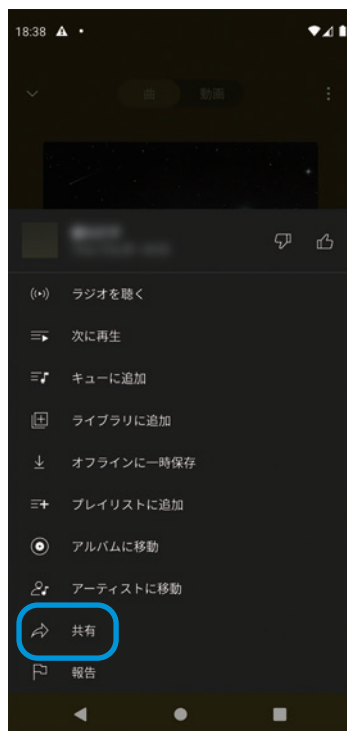 18:38
曲 動画
ラジオを聴く
次に再生
キューに追加
ライブラリに追加
オフラインに一時保存
プレイリストに追加
アルバムに移動
アーティストに移動
共有
報告